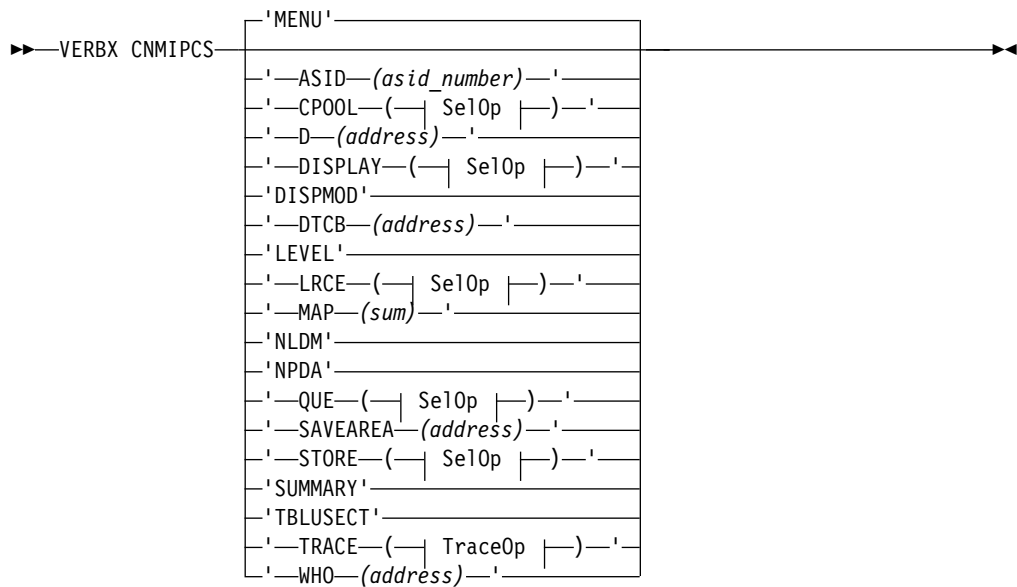 'MENU'
VERBX CNMIPCS
' ASID (asid_number) '
' CPOOL ( SelOp ) '
' D (address) '
' DISPLAY ( SelOp ) '
'DISPMOD'
' DTCB (address) '
'LEVEL'
' LRCE ( SelOp ) '
' MAP (sum) '
'NLDM'
'NPDA'
' QUE ( SelOp ) '
' SAVEAREA (address) '
' STORE ( SelOp ) '
'SUMMARY'
'TBLUSECT'
' TRACE ( TraceOp ) '
' WHO (address) '